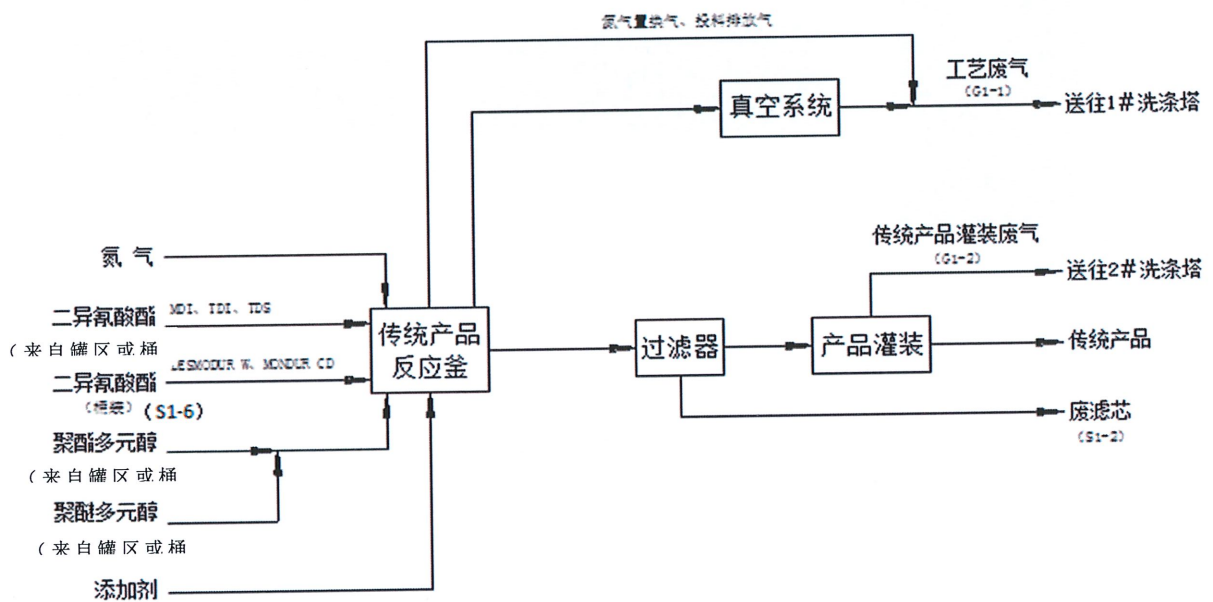 氮气置换气、投料排放气
工艺废气
(G1-1)
真空系统
送往1#洗涤塔
传统产品灌装废气
(G1-2)
氮 气
送往2#洗涤塔
二异氰酸酯
MDI、TDI、TDS
(来自罐区或桶
传统产品
反应釜
过滤器
产品灌装
传统产品
DESMODUR W、MONDUR CD
二异氰酸酯
(桶装)
(S1-6)
废滤芯
(S1-2)
聚酯多元醇
(来自罐区或桶
聚醚多元醇
(来自罐区或桶
添加剂